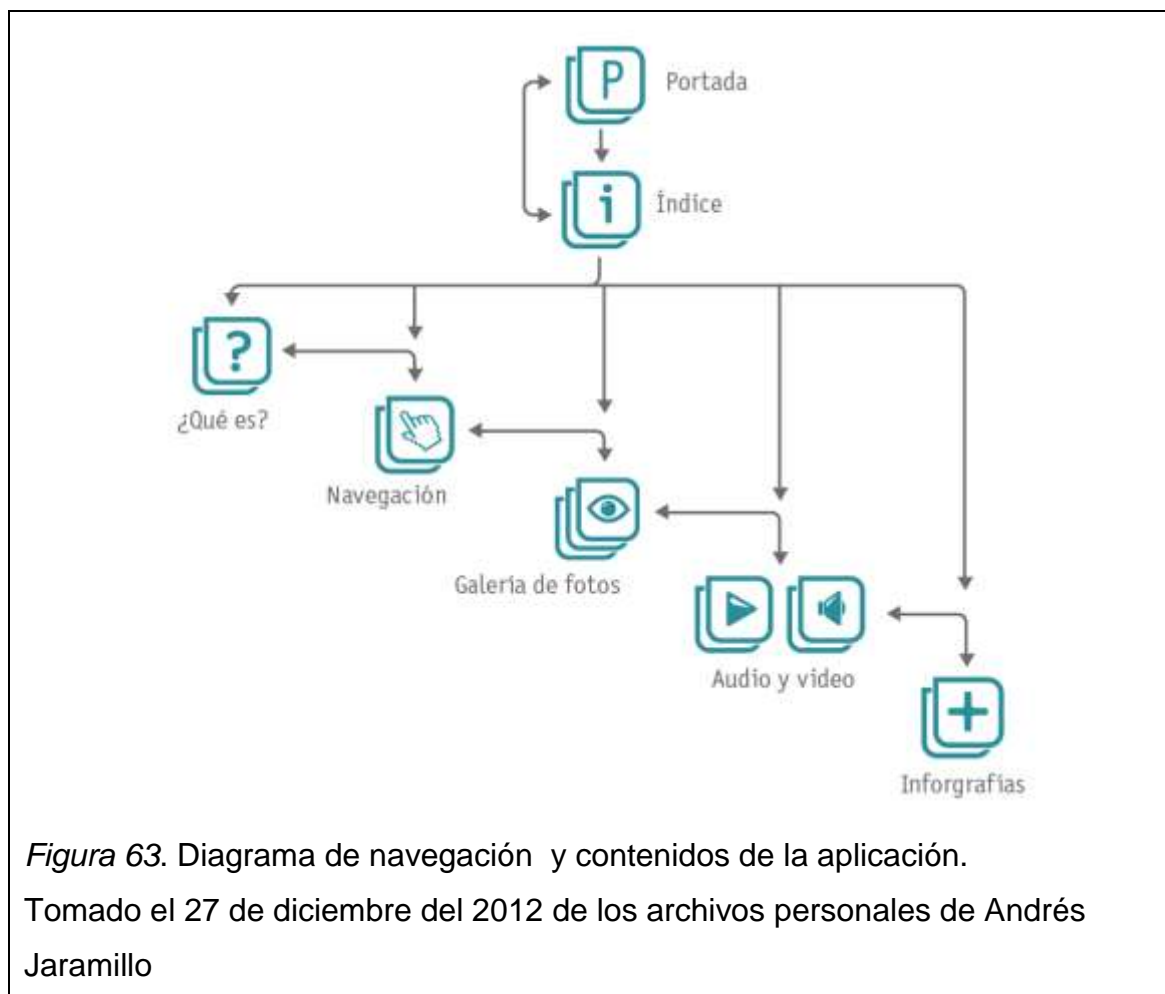 P
Portada
i
Índice
?
¿Qué es?
Navegación
Galería de fotos
Audio y video
Inforgrafías
Figura 63. Diagrama de navegación y contenidos de la aplicación.
Tomado el 27 de diciembre del 2012 de los archivos personales de Andrés
Jaramillo